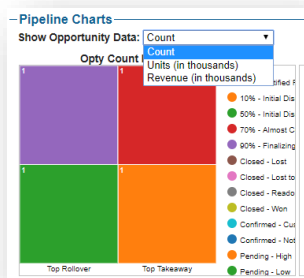 Pipeline Charts
Show Opportunity Data: Count
Count
Units (in thousands)
Revenue (in thousands)
Opty Count
1
1
1
1
Top Rollover
Top Takeaway
10% - Initial Dis
50% - Initial Dis
70% - Almost C
90% - Finalizing
Closed - Lost
Closed - Lost to
Closed - Reado
Closed - Won
Confirmed - Cu
Confirmed - Not
Pending - High
Pending - Low